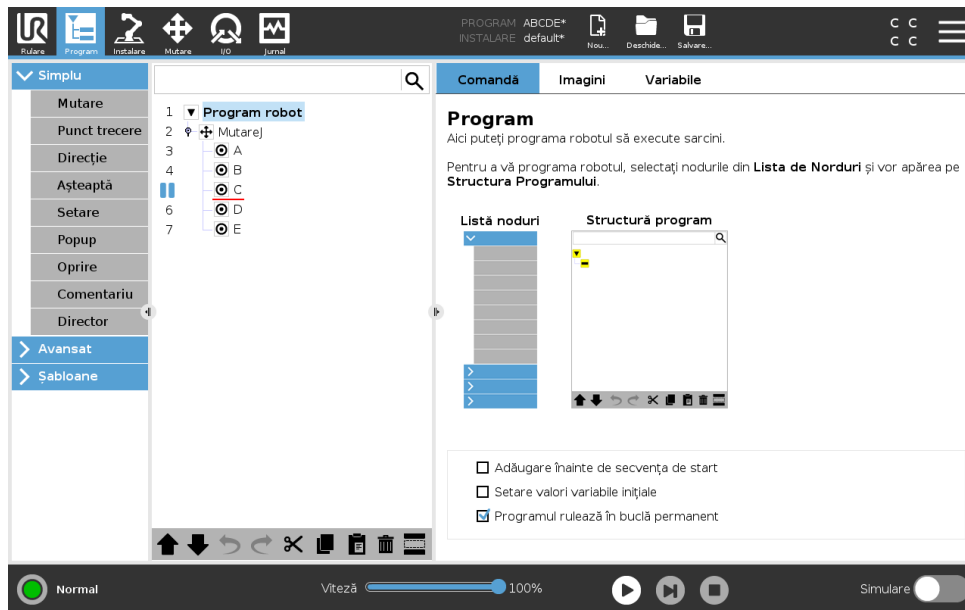 PROGRAM ABCDE*
INSTALARE default*
C C
C C
Rulare Program Instalare Mutare I/O Jurnal Nou... Deschide... Salvare...
Simplu
Mutare
Punct trecere
Direcție
Așteaptă
Setare
Popup
Oprire
Comentariu
Director
Avansat
Șabloane
1 Program robot
2 MutareJ
3 A
4 B
C
6 D
7 E
Comandă Imagini Variabile
Program
Aici puteți programa robotul să execute sarcini.
Pentru a vă programa robotul, selectați nodurile din Lista de Norduri și vor apărea pe
Structura Programului.
Listă noduri Structură program
Adăugare înainte de secvența de start
Setare valori variabile inițiale
Programul rulează în buclă permanent
Normal Viteză 100% Simulare